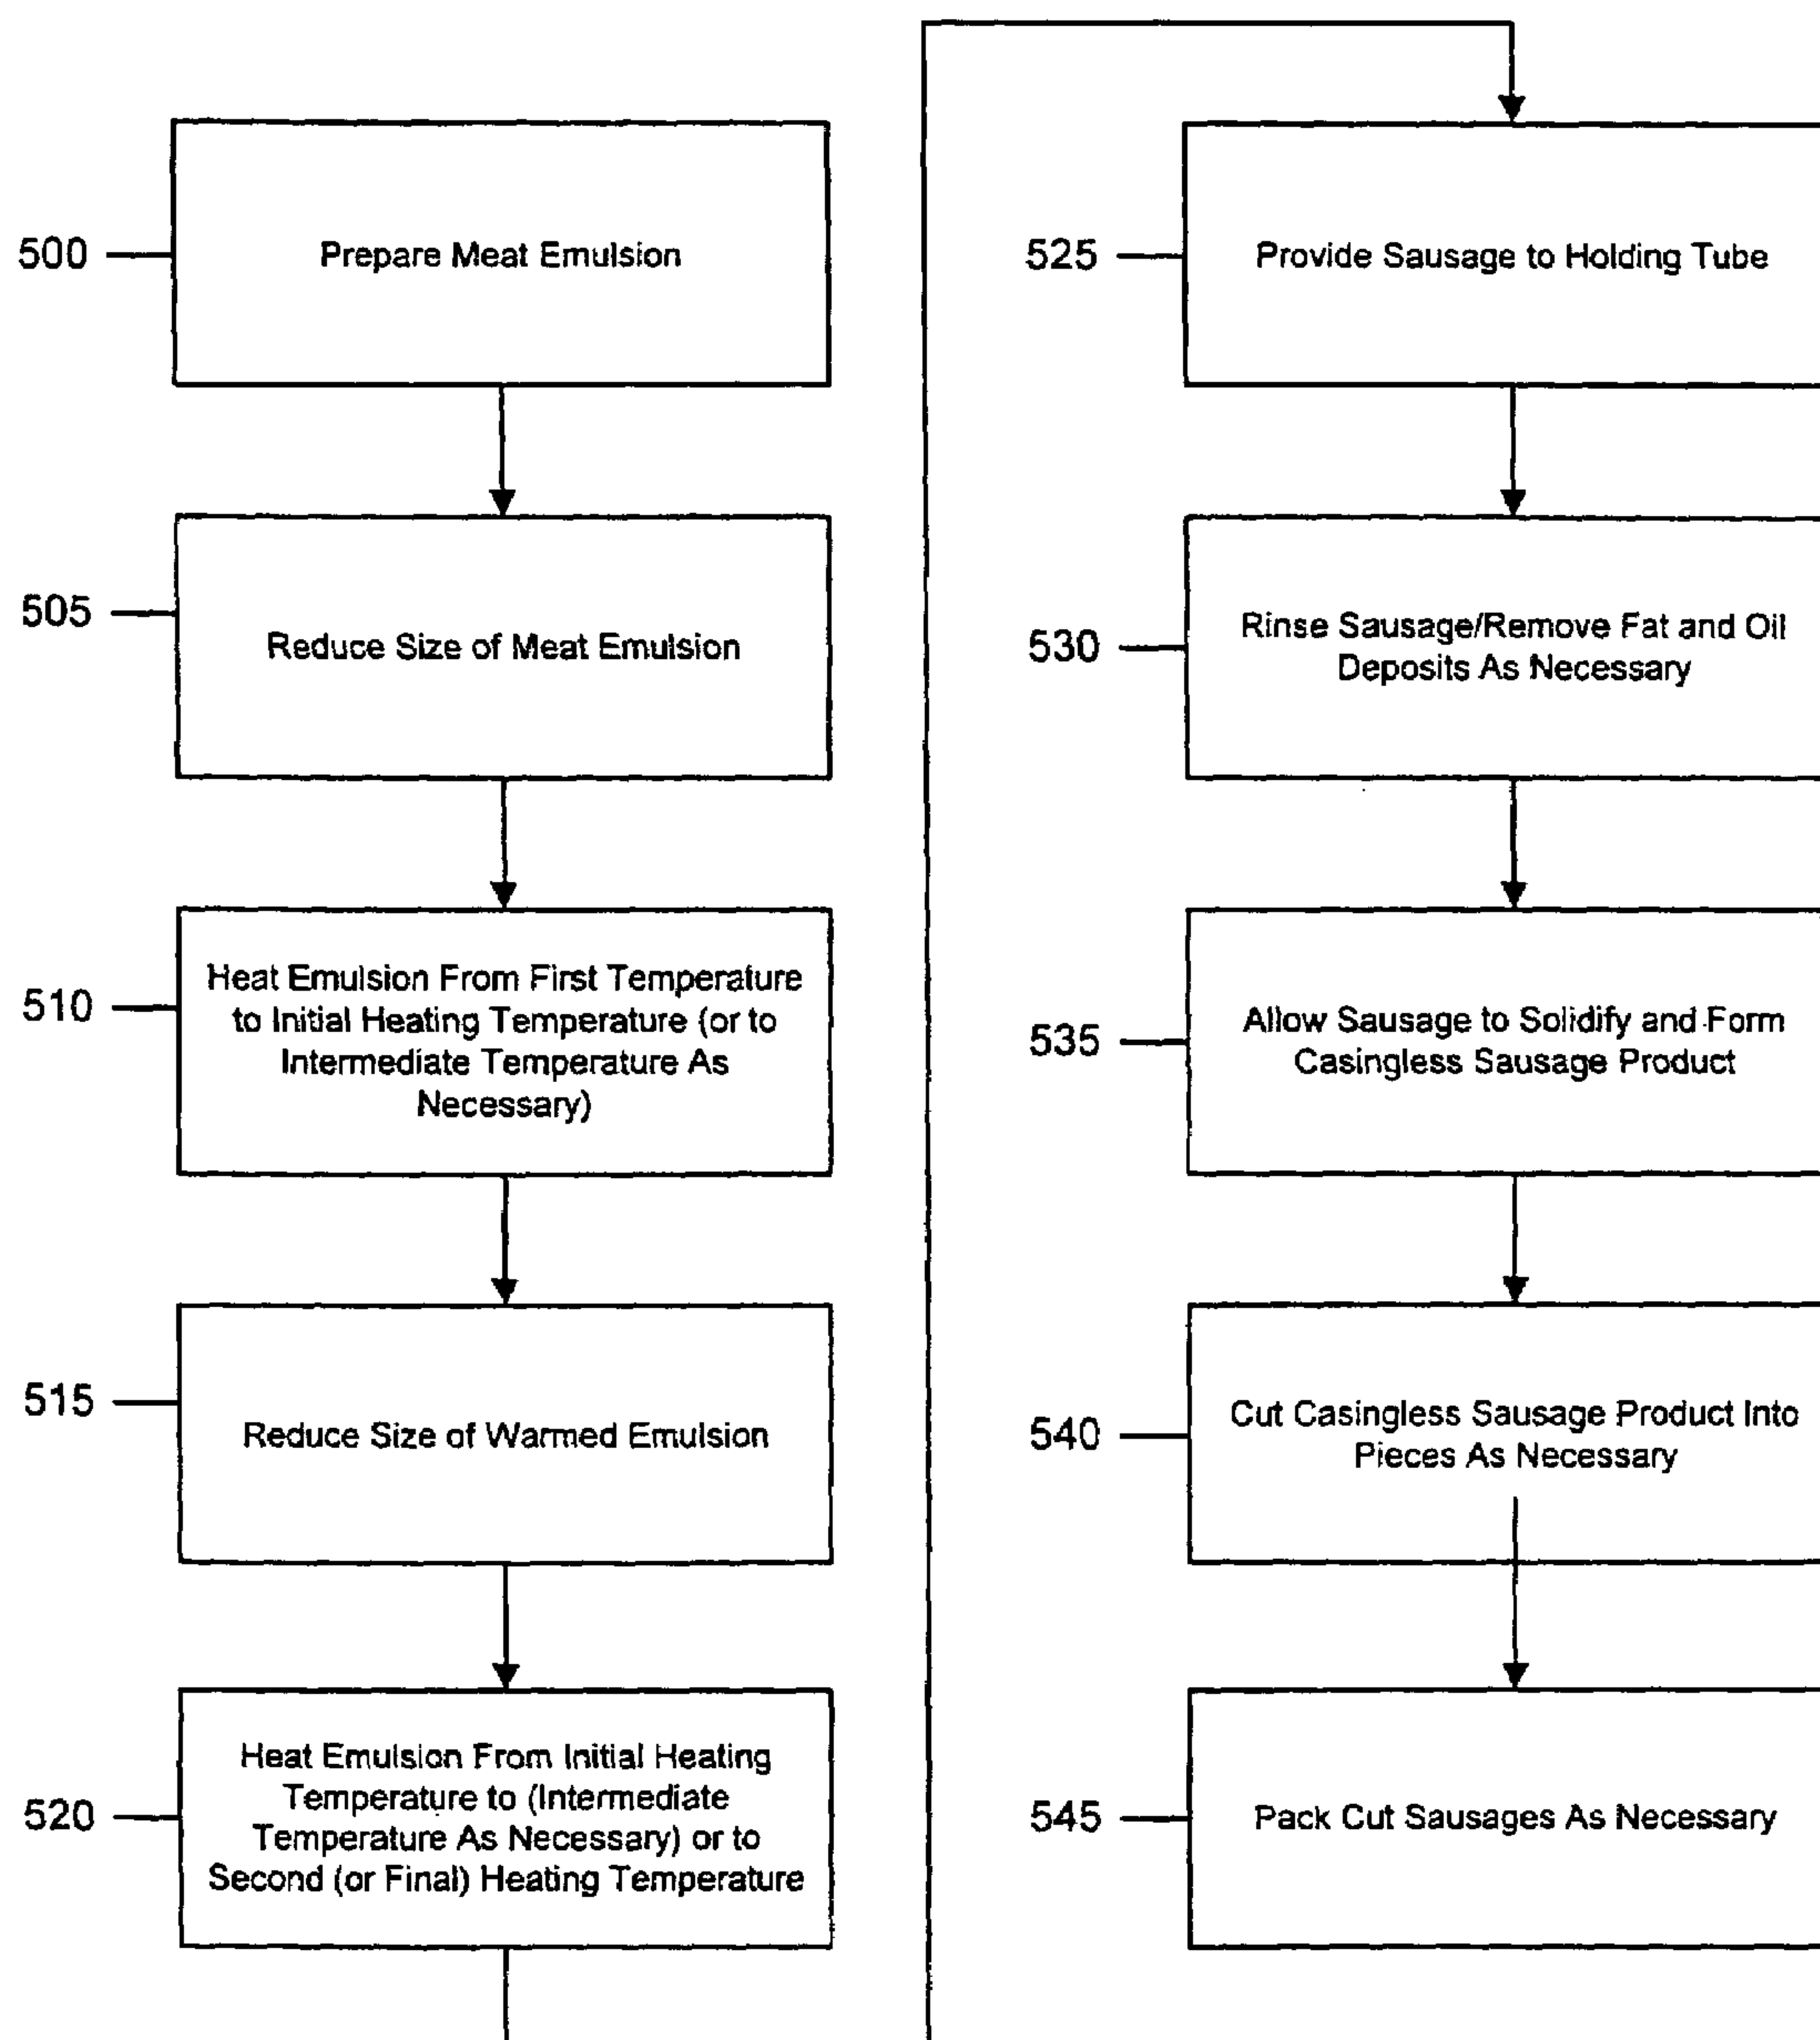 500
Prepare Meat Emulsion
505
Reduce Size of Meat Emulsion
510
Heat Emulsion From First Temperature
to Initial Heating Temperature (or to
Intermediate Temperature As
Necessary)
515
Reduce Size of Warmed Emulsion
520
Heat Emulsion From Initial Heating
Temperature to (Intermediate
Temperature As Necessary) or to
Second (or Final) Heating Temperature
525
Provide Sausage to Holding Tube
530
Rinse Sausage/Remove Fat and Oil
Deposits As Necessary
535
Allow Sausage to Solidify and Form
Casingless Sausage Product
540
Cut Casingless Sausage Product Into
Pieces As Necessary
545
Pack Cut Sausages As Necessary